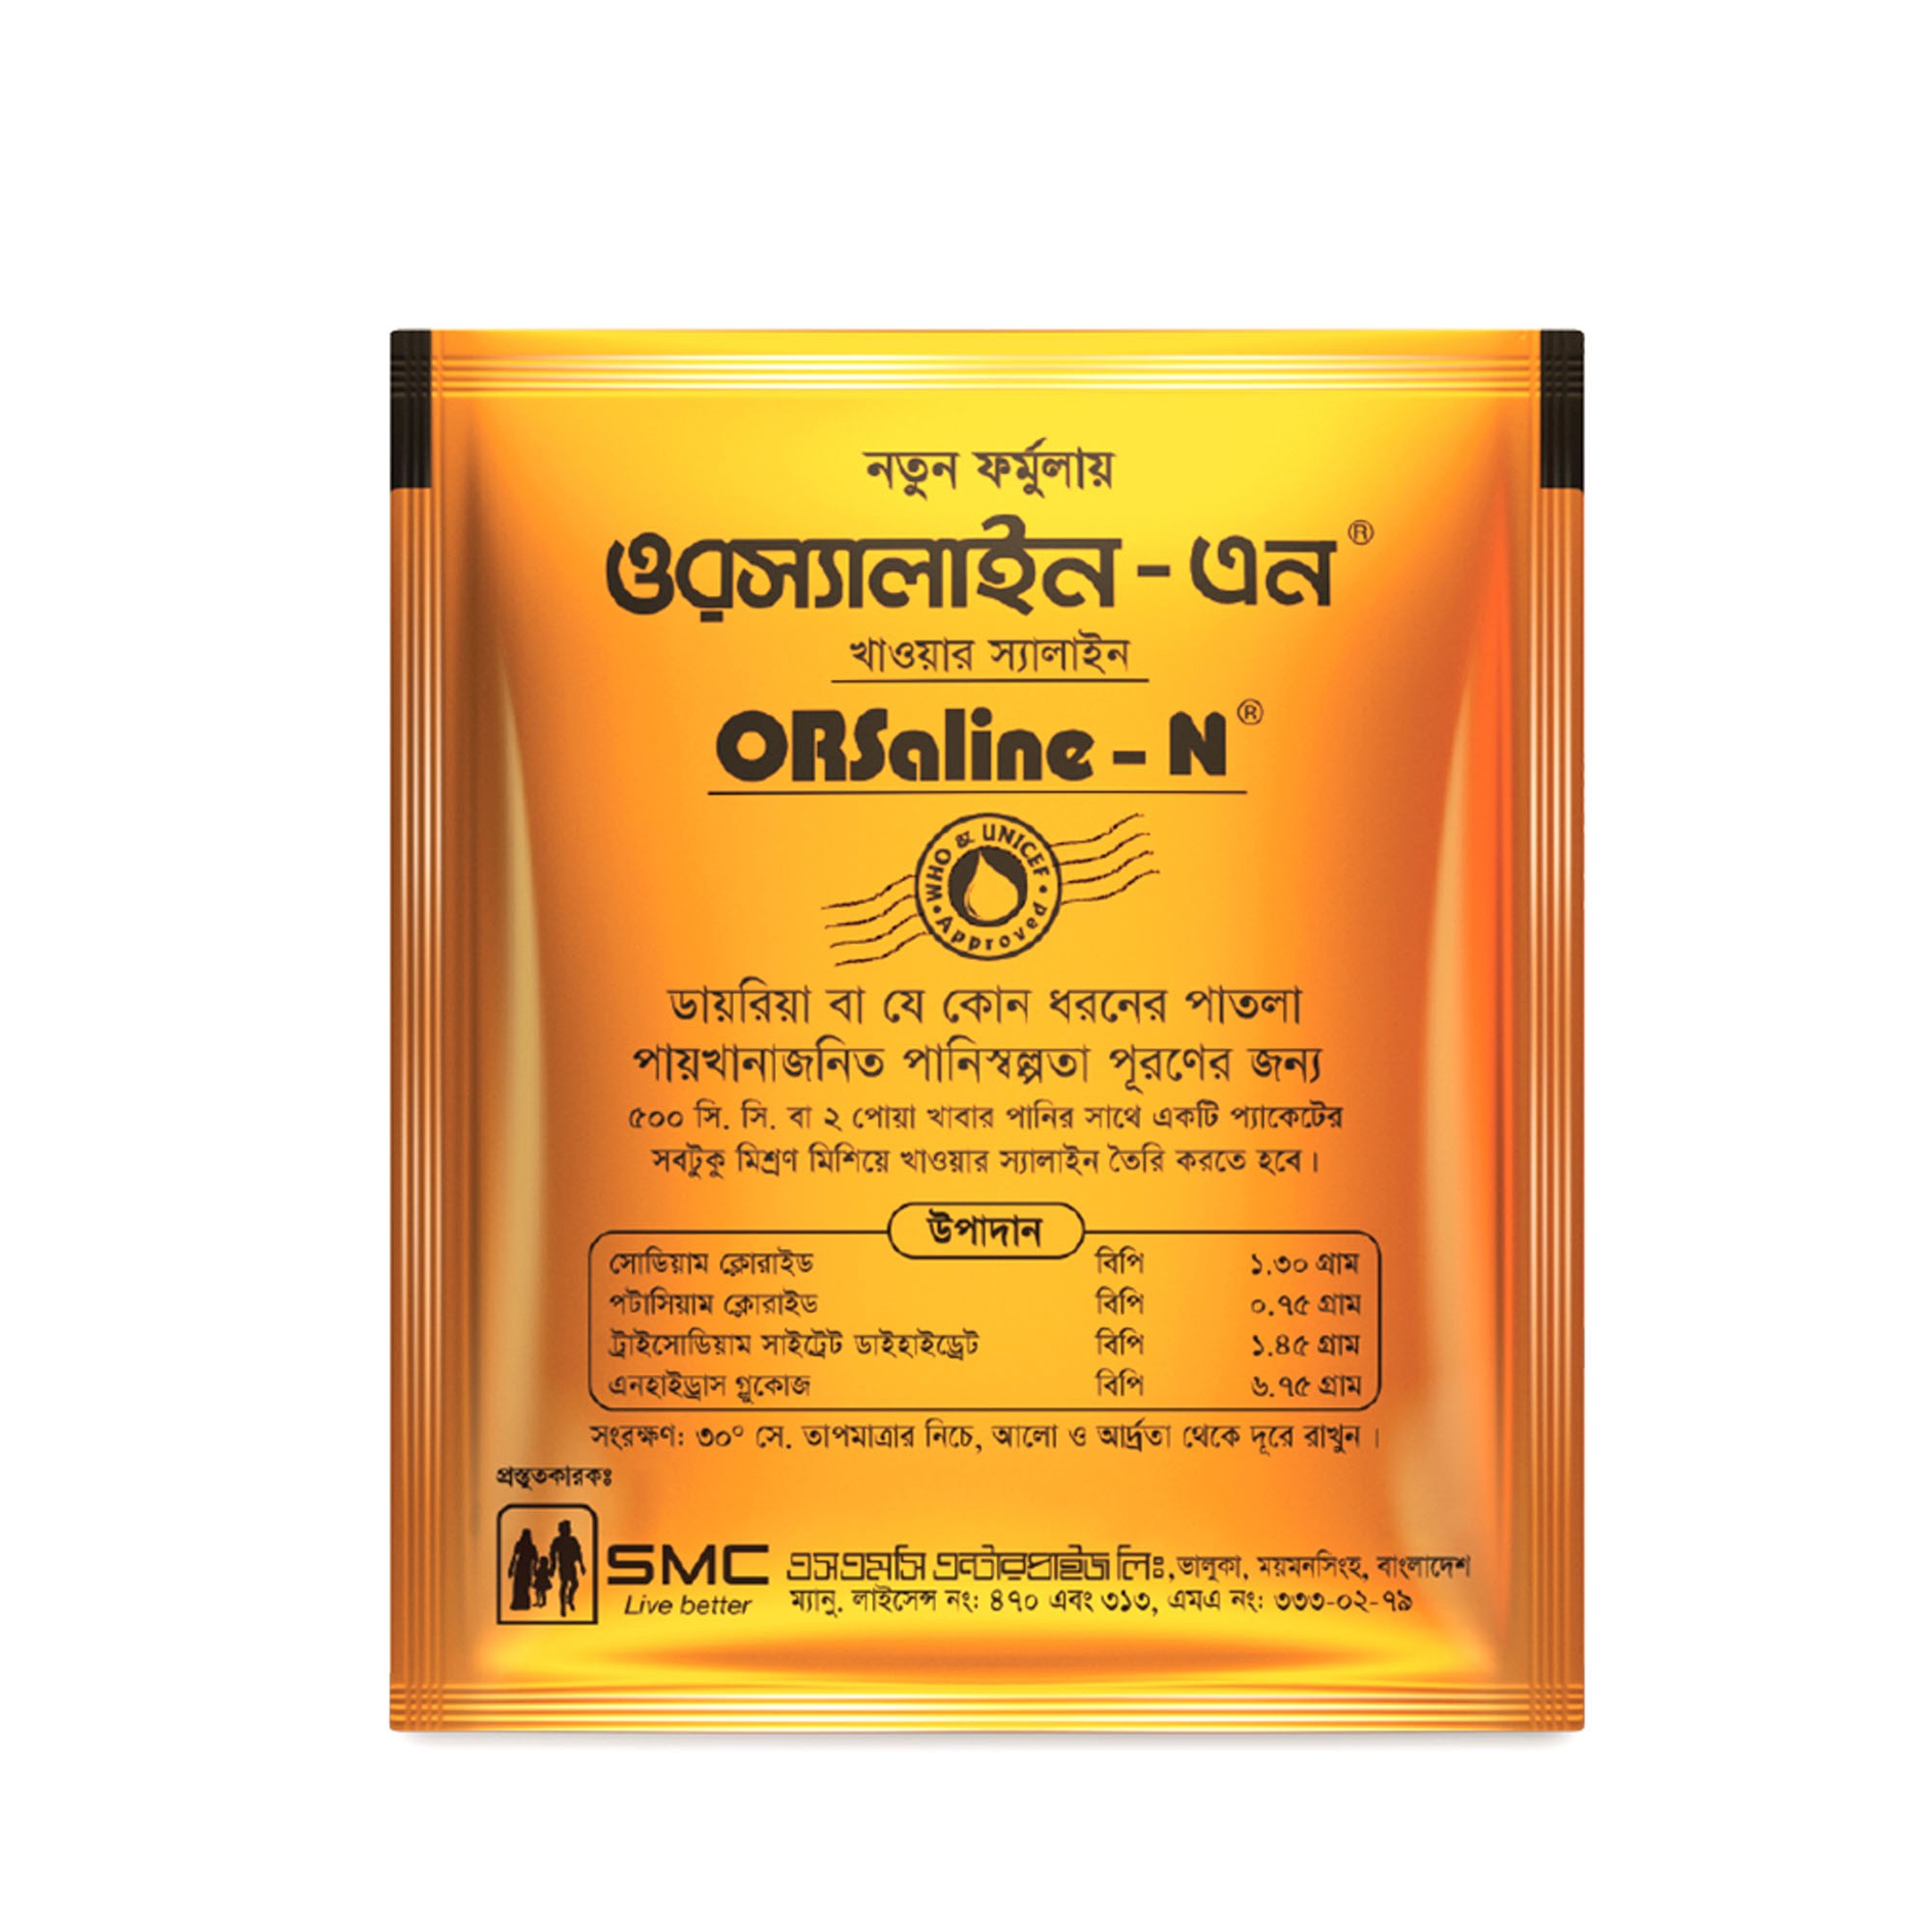 নতুন ফর্মুলায়
ওরস্যালাইন - এন ®
খাওয়ার স্যালাইন
ORSaline - N ®
WHO & UNICEF
Approved
ডায়রিয়া বা যে কোন ধরনের পাতলা
পায়খানাজনিত পানিস্বল্পতা পূরণের জন্য
৫০০ সি. সি. বা ২ পোয়া খাবার পানির সাথে একটি প্যাকেটের
সবটুকু মিশ্রণ মিশিয়ে খাওয়ার স্যালাইন তৈরি করতে হবে।
উপাদান
সোডিয়াম ক্লোরাইড বিপি ১.৩০ গ্রাম
পটাসিয়াম ক্লোরাইড বিপি ০.৭৫ গ্রাম
ট্রাইসোডিয়াম সাইট্রেট ডাইহাইড্রেট বিপি ১.৪৫ গ্রাম
এনহাইড্রাস গ্লুকোজ বিপি ৬.৭৫ গ্রাম
সংরক্ষণ: ৩০° সে. তাপমাত্রার নিচে, আলো ও আর্দ্রতা থেকে দূরে রাখুন।
প্রস্তুতকারকঃ
SMC এসএমসি এন্টারপ্রাইজ লিঃ, ভালুকা, ময়মনসিংহ, বাংলাদেশ
Live better ম্যানু. লাইসেন্স নং: ৪৭০ এবং ৩১৩, এমএ নং: ৩৩৩-০২-৭৯